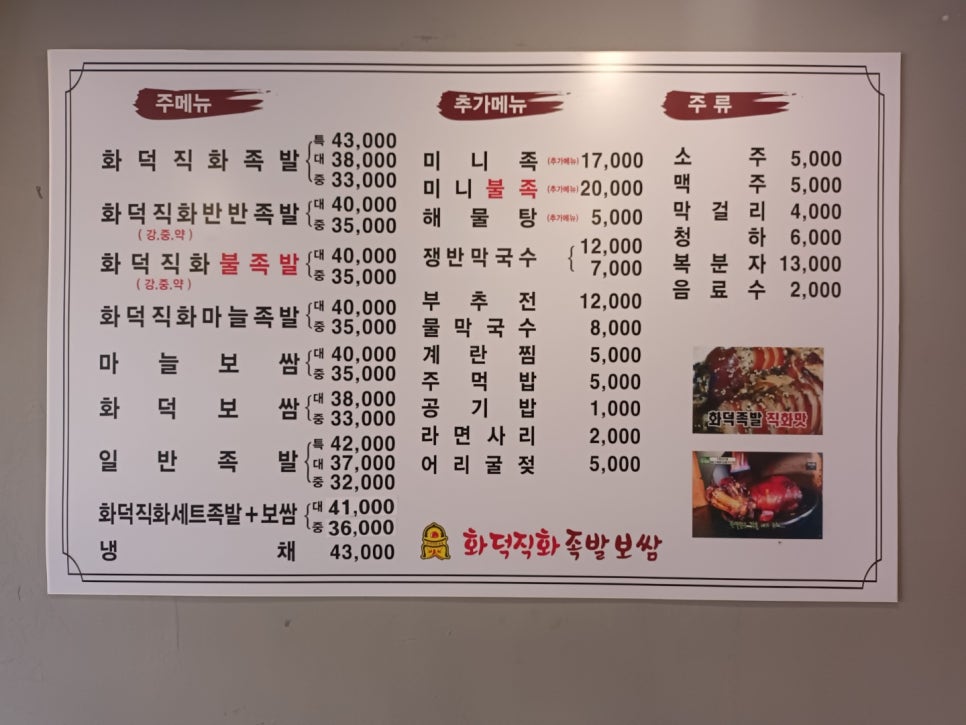 주메뉴
화덕직화족발 특 43,000
대 38,000
중 33,000
화덕직화반반족발 대 40,000
(강.중.약) 중 35,000
화덕직화불족발 대 40,000
(강.중.약) 중 35,000
화덕직화마늘족발 대 40,000
중 35,000
마늘보쌈 대 40,000
중 35,000
화덕보쌈 대 38,000
중 33,000
일반족발 특 42,000
대 37,000
중 32,000
화덕직화세트족발+보쌈 대 41,000
중 36,000
냉채 43,000
추가메뉴
미니족 (추가메뉴) 17,000
미니불족 (추가메뉴) 20,000
해물탕 (추가메뉴) 5,000
쟁반막국수 12,000
7,000
부추전 12,000
물막국수 8,000
계란찜 5,000
주먹밥 5,000
공기밥 1,000
라면사리 2,000
어리굴젓 5,000
화덕직화족발보쌈
주류
소주 5,000
맥주 5,000
막걸리 4,000
청하 6,000
복분자 13,000
음료수 2,000
화덕족발 직화맛